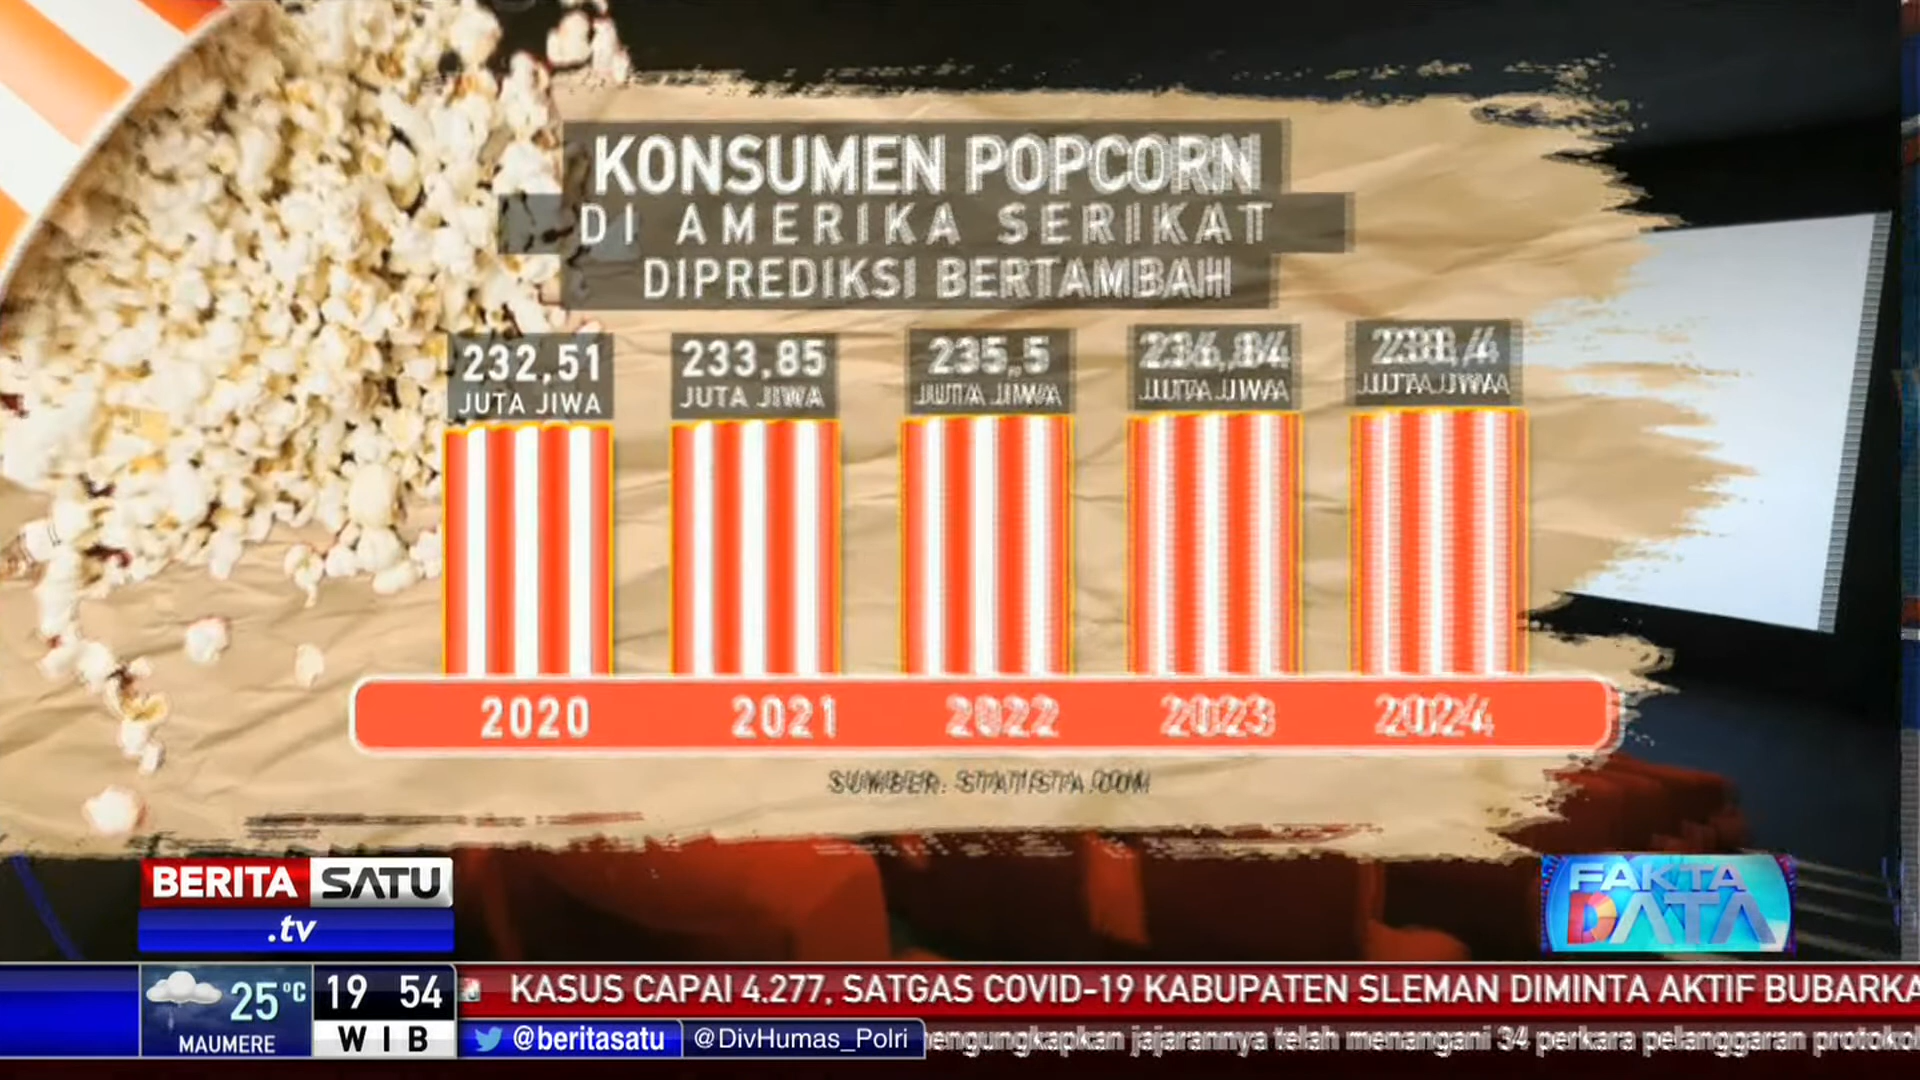 KONSUMEN POPCORN
DI AMERIKA SERIKAT
DIPREDIKSI BERTAMBAH
232,51
JUTA JIWA
233,85
JUTA JIWA
235,5
JUTA JIWA
236,84
JUTA JIWA
238,4
JUTA JIWA
2020 2021 2022 2023 2024
SUMBER: STATISTA.COM
BERITA SATU
.tv
FAKTA
DATA
25°C
MAUMERE
19 54
WIB
KASUS CAPAI 4.277, SATGAS COVID-19 KABUPATEN SLEMAN DIMINTA AKTIF BUBARKA
@beritasatu @DivHumas_Polri engungkapkan jajarannya telah menangani 34 perkara pelanggaran protoko